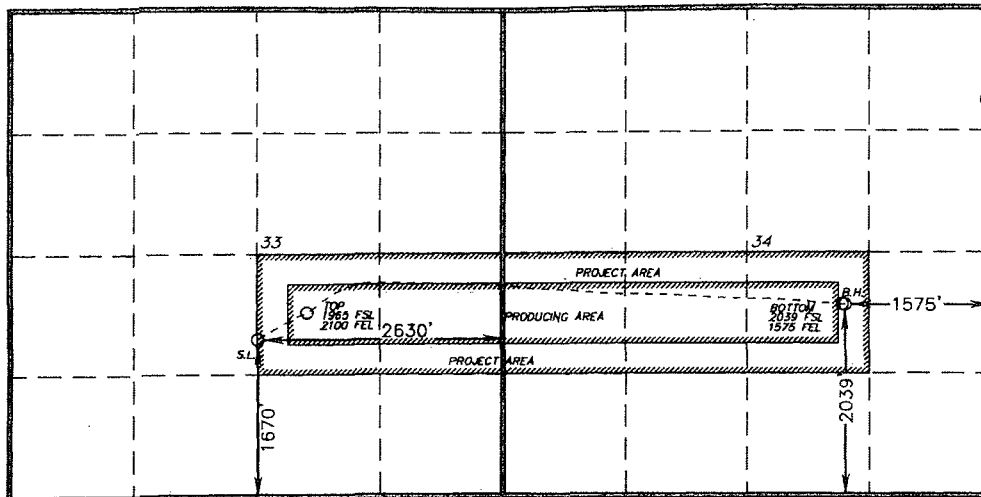 33
34
PROJECT AREA
TOP
1965 FSL
2100 FEL
2630'
PRODUCING AREA
B.H.
BOTTOM
2039 FSL
1575 FEL
1575'
S.L.
PROJECT AREA
1670'
2039'